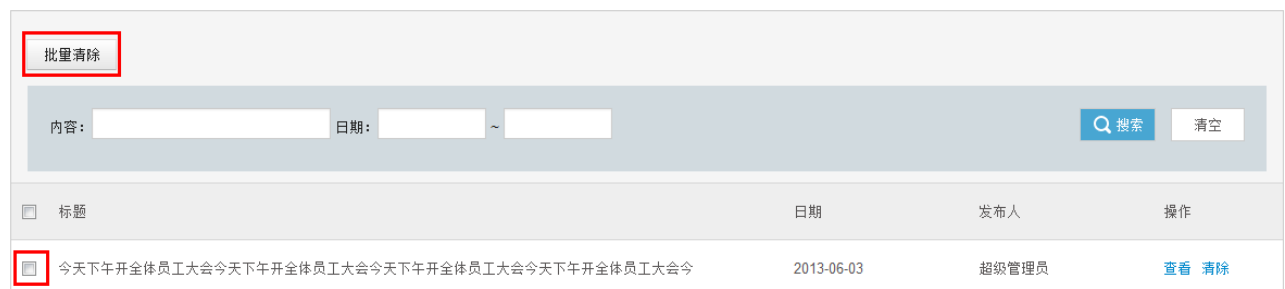 批量清除
内容： 日期： ~ 搜索 清空
标题 日期 发布人 操作
今天下午开全体员工大会今天下午开全体员工大会今天下午开全体员工大会今天下午开全体员工大会今 2013-06-03 超级管理员 查看 清除